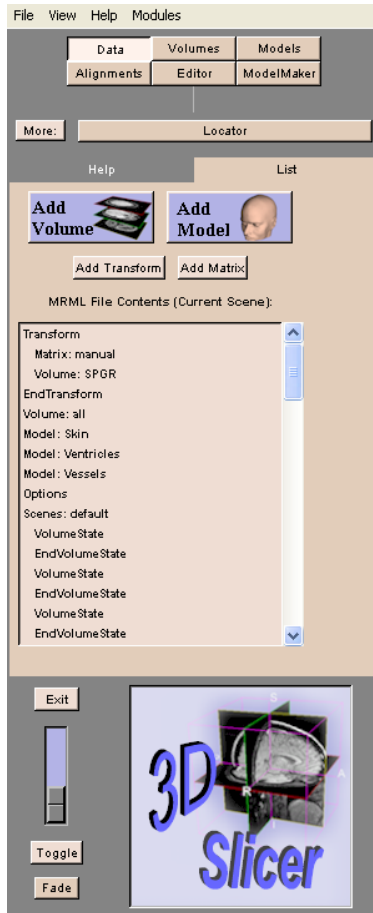 File View Help Modules
Data Volumes Models
Alignments Editor ModelMaker
More: Locator
Help List
Add Volume Add Model
Add Transform Add Matrix
MRML File Contents (Current Scene):
Transform
Matrix: manual
Volume: SPGR
EndTransform
Volume: all
Model: Skin
Model: Ventricles
Model: Vessels
Options
Scenes: default
VolumeState
EndVolumeState
VolumeState
EndVolumeState
VolumeState
EndVolumeState
Exit
Toggle
Fade
S
A
R
I
3D
Slicer